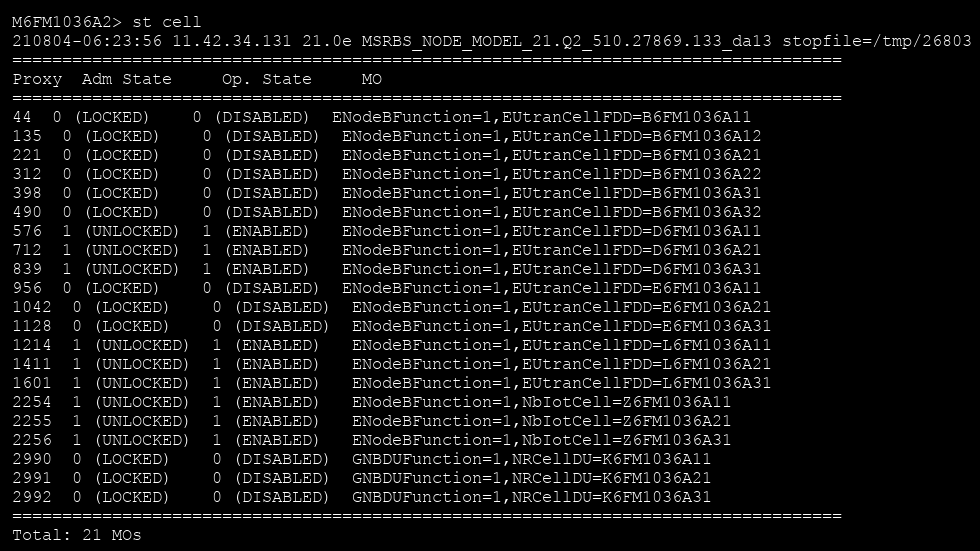 M6FM1036A2> st cell
210804-06:23:56 11.42.34.131 21.0e MSRBS_NODE_MODEL_21.Q2_510.27869.133_da13 stopfile=/tmp/26803
===================================================================================
Proxy  Adm State     Op. State     MO
===================================================================================
44  0 (LOCKED)    0 (DISABLED)  ENodeBFunction=1,EUtranCellFDD=B6FM1036A11
135  0 (LOCKED)    0 (DISABLED)  ENodeBFunction=1,EUtranCellFDD=B6FM1036A12
221  0 (LOCKED)    0 (DISABLED)  ENodeBFunction=1,EUtranCellFDD=B6FM1036A21
312  0 (LOCKED)    0 (DISABLED)  ENodeBFunction=1,EUtranCellFDD=B6FM1036A22
398  0 (LOCKED)    0 (DISABLED)  ENodeBFunction=1,EUtranCellFDD=B6FM1036A31
490  0 (LOCKED)    0 (DISABLED)  ENodeBFunction=1,EUtranCellFDD=B6FM1036A32
576  1 (UNLOCKED)  1 (ENABLED)   ENodeBFunction=1,EUtranCellFDD=D6FM1036A11
712  1 (UNLOCKED)  1 (ENABLED)   ENodeBFunction=1,EUtranCellFDD=D6FM1036A21
839  1 (UNLOCKED)  1 (ENABLED)   ENodeBFunction=1,EUtranCellFDD=D6FM1036A31
956  0 (LOCKED)    0 (DISABLED)  ENodeBFunction=1,EUtranCellFDD=E6FM1036A11
1042  0 (LOCKED)    0 (DISABLED)  ENodeBFunction=1,EUtranCellFDD=E6FM1036A21
1128  0 (LOCKED)    0 (DISABLED)  ENodeBFunction=1,EUtranCellFDD=E6FM1036A31
1214  1 (UNLOCKED)  1 (ENABLED)   ENodeBFunction=1,EUtranCellFDD=L6FM1036A11
1411  1 (UNLOCKED)  1 (ENABLED)   ENodeBFunction=1,EUtranCellFDD=L6FM1036A21
1601  1 (UNLOCKED)  1 (ENABLED)   ENodeBFunction=1,EUtranCellFDD=L6FM1036A31
2254  1 (UNLOCKED)  1 (ENABLED)   ENodeBFunction=1,NbIotCell=Z6FM1036A11
2255  1 (UNLOCKED)  1 (ENABLED)   ENodeBFunction=1,NbIotCell=Z6FM1036A21
2256  1 (UNLOCKED)  1 (ENABLED)   ENodeBFunction=1,NbIotCell=Z6FM1036A31
2990  0 (LOCKED)    0 (DISABLED)  GNBDUFunction=1,NRCellDU=K6FM1036A11
2991  0 (LOCKED)    0 (DISABLED)  GNBDUFunction=1,NRCellDU=K6FM1036A21
2992  0 (LOCKED)    0 (DISABLED)  GNBDUFunction=1,NRCellDU=K6FM1036A31
===================================================================================
Total: 21 MOs